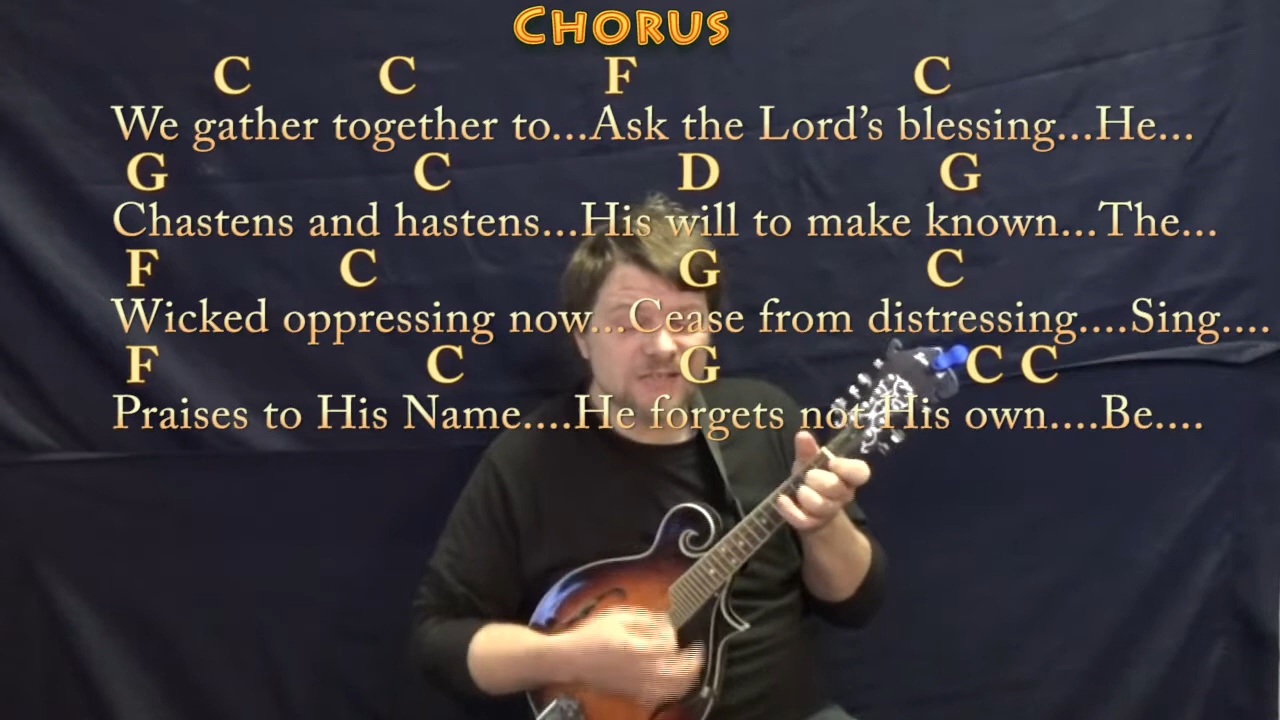 CHORUS
C C F C
We gather together to...Ask the Lord's blessing...He...
G C D G
Chastens and hastens...His will to make known...The...
F C G C
Wicked oppressing now...Cease from distressing....Sing....
F C G C C
Praises to His Name....He forgets not His own....Be....